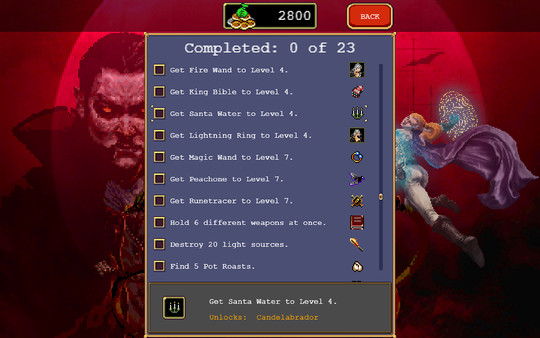 2800
BACK
Completed: 0 of 23
Get Fire Wand to Level 4.
Get King Bible to Level 4.
Get Santa Water to Level 4.
Get Lightning Ring to Level 4.
Get Magic Wand to Level 7.
Get Peachone to Level 7.
Get Runetracer to Level 7.
Hold 6 different weapons at once.
Destroy 20 light sources.
Find 5 Pot Roasts.
Get Santa Water to Level 4.
Unlocks: Candelabrador